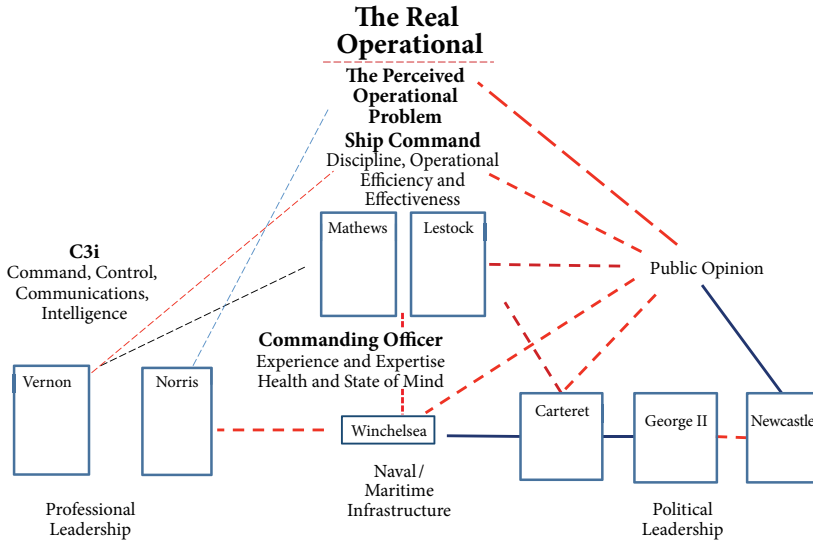 The Real
Operational
The Perceived
Operational
Problem
Ship Command
Discipline, Operational
Efficiency and
Effectiveness
Mathews
Lestock
C3i
Command, Control,
Communications,
Intelligence
Public Opinion
Commanding Officer
Experience and Expertise
Health and State of Mind
Vernon
Norris
Winchelsea
Carteret
George II
Newcastle
Naval/
Maritime
Infrastructure
Professional
Leadership
Political
Leadership